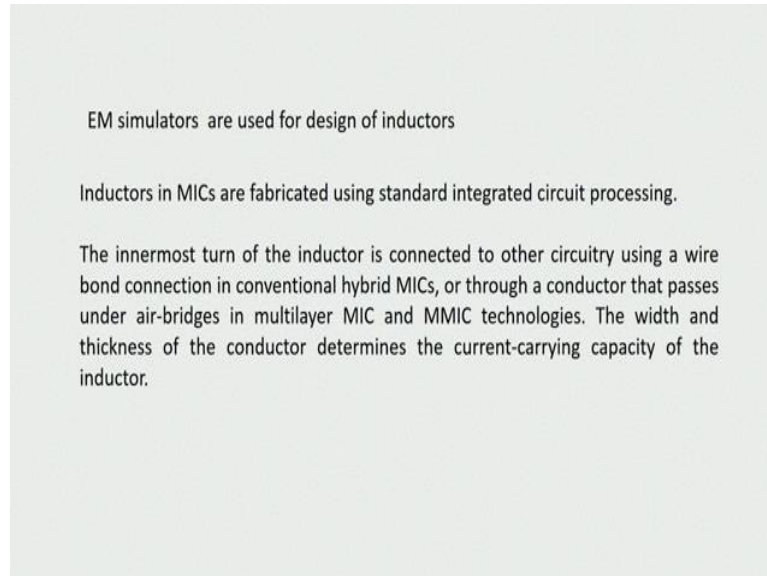 EM simulators are used for design of inductors
Inductors in MICs are fabricated using standard integrated circuit processing.
The innermost turn of the inductor is connected to other circuitry using a wire
bond connection in conventional hybrid MICs, or through a conductor that passes
under air-bridges in multilayer MIC and MMIC technologies. The width and
thickness of the conductor determines the current-carrying capacity of the
inductor.